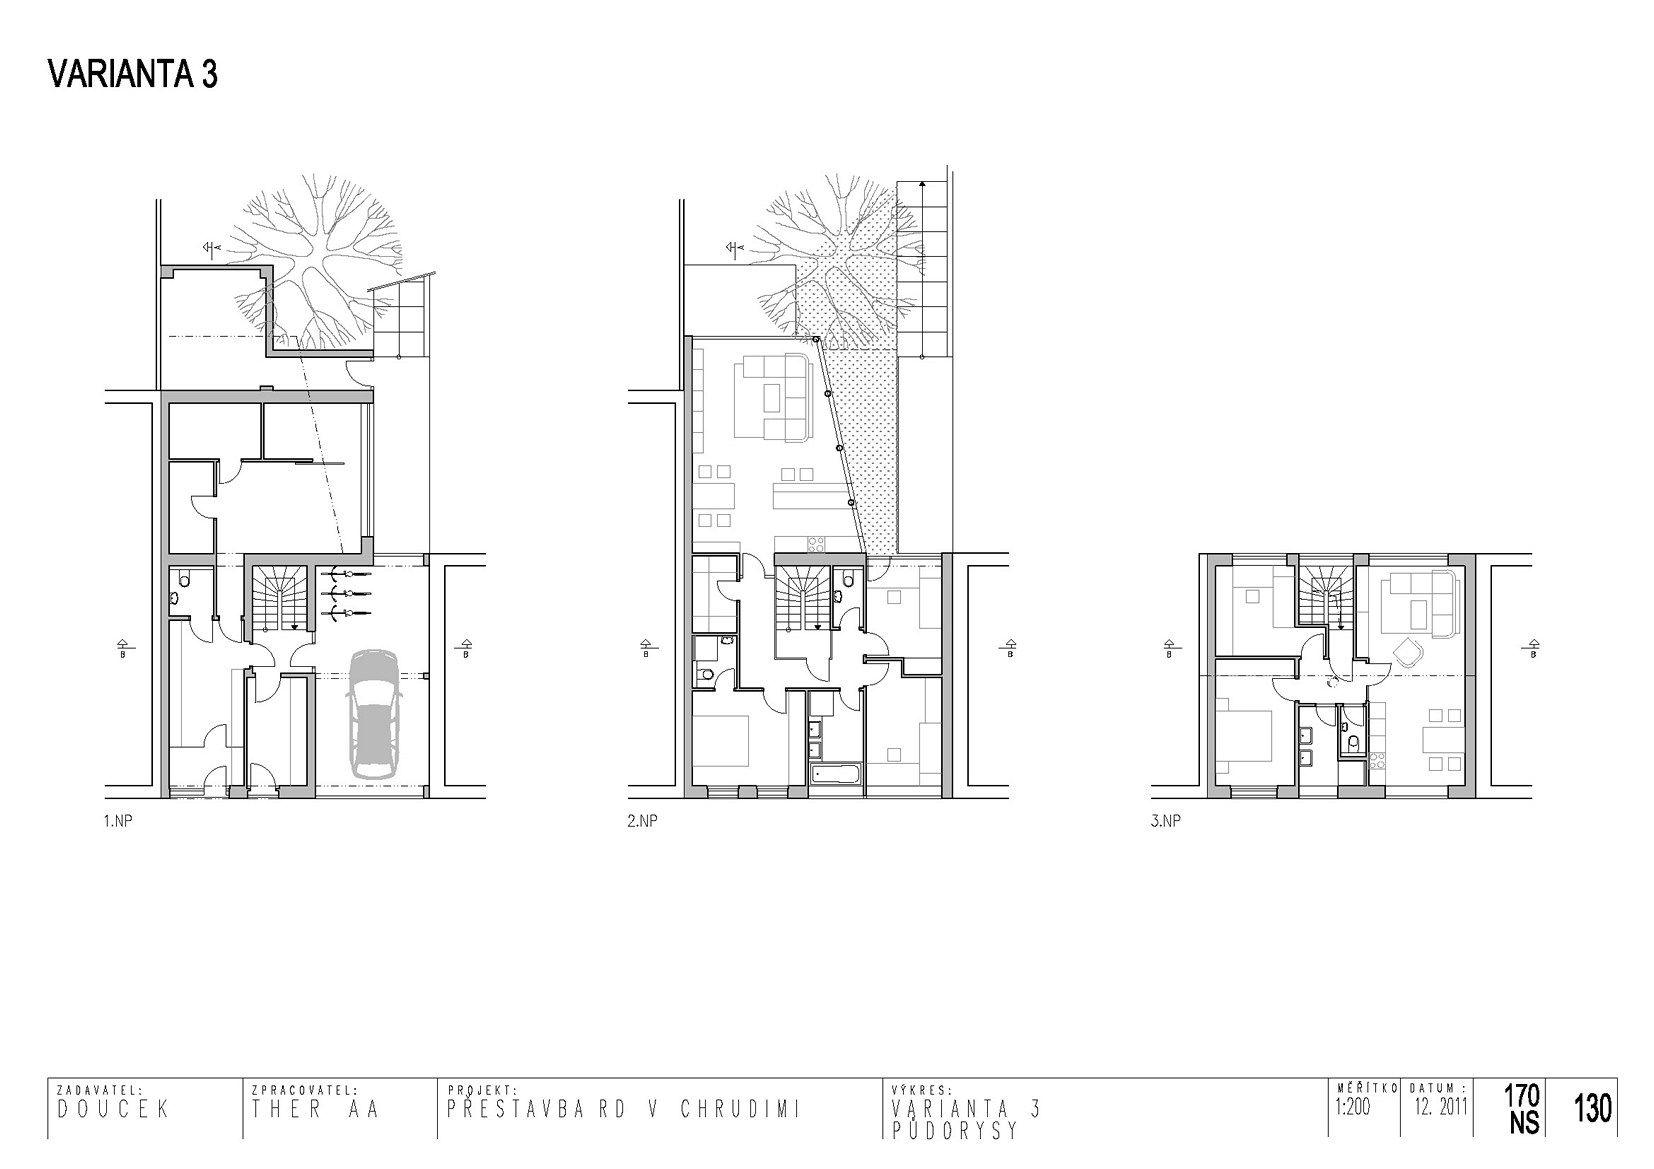 VARIANTA 3
A
A
B
B
B
B
B
B
1.NP
2.NP
3.NP
ZADAVATEL:
DOUCEK
ZPRACOVATEL:
THER AA
PROJEKT:
PŘESTAVBA RD V CHRUDIMI
VÝKRES:
VARIANTA 3
PŮDORYSY
MĚŘÍTKO
1:200
DATUM :
12. 2011
170
NS
130